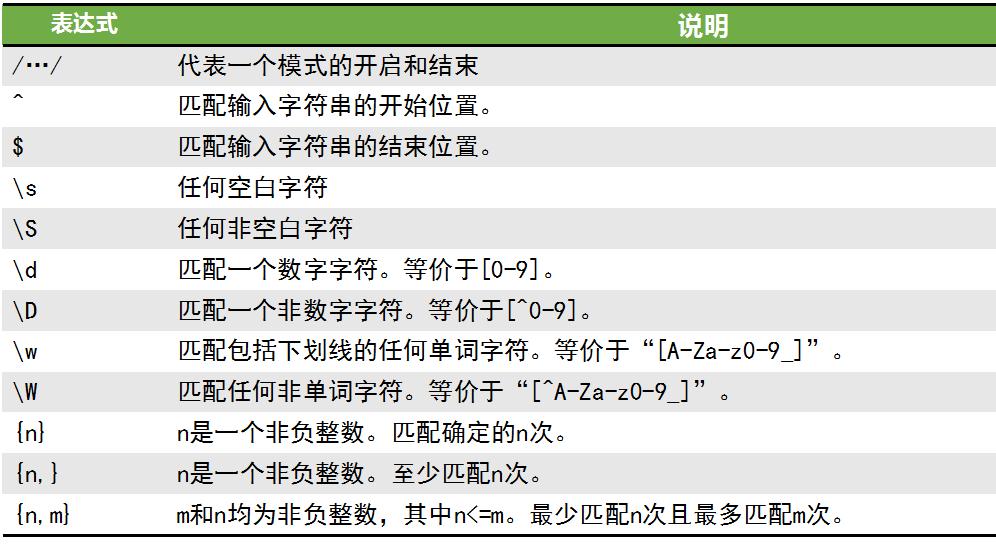 表达式 说明
/…/ 代表一个模式的开启和结束
^ 匹配输入字符串的开始位置。
$ 匹配输入字符串的结束位置。
\s 任何空白字符
\S 任何非空白字符
\d 匹配一个数字字符。等价于[0-9]。
\D 匹配一个非数字字符。等价于[^0-9]。
\w 匹配包括下划线的任何单词字符。等价于“[A-Za-z0-9_]”。
\W 匹配任何非单词字符。等价于“[^A-Za-z0-9_]”。
{n} n是一个非负整数。匹配确定的n次。
{n,} n是一个非负整数。至少匹配n次。
{n,m} m和n均为非负整数，其中n<=m。最少匹配n次且最多匹配m次。